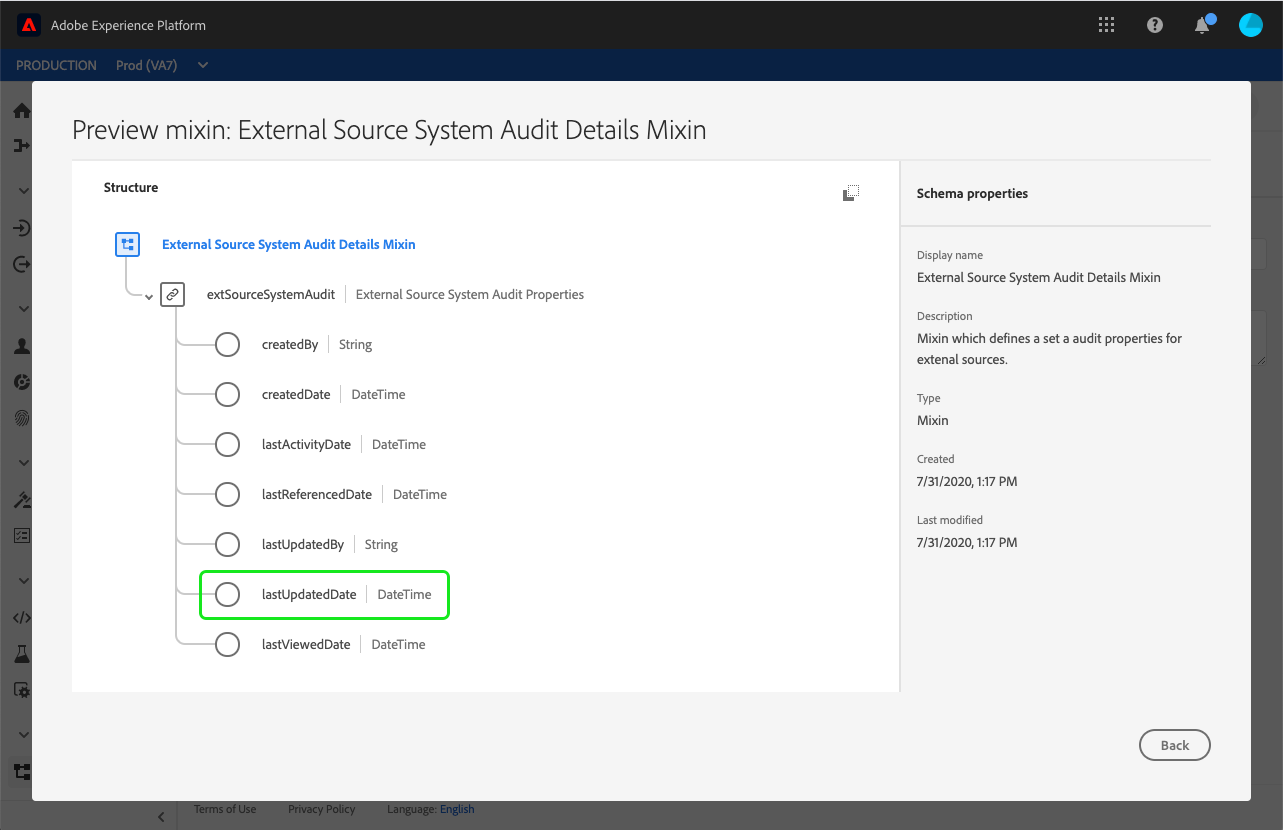 Adobe Experience Platform
PRODUCTION Prod (VA7)
Preview mixin: External Source System Audit Details Mixin
Structure
External Source System Audit Details Mixin
extSourceSystemAudit External Source System Audit Properties
createdBy String
createdDate DateTime
lastActivityDate DateTime
lastReferencedDate DateTime
lastUpdatedBy String
lastUpdatedDate DateTime
lastViewedDate DateTime
Schema properties
Display name
External Source System Audit Details Mixin
Description
Mixin which defines a set a audit properties for
extenal sources.
Type
Mixin
Created
7/31/2020, 1:17 PM
Last modified
7/31/2020, 1:17 PM
Back
Terms of Use Privacy Policy Language: English